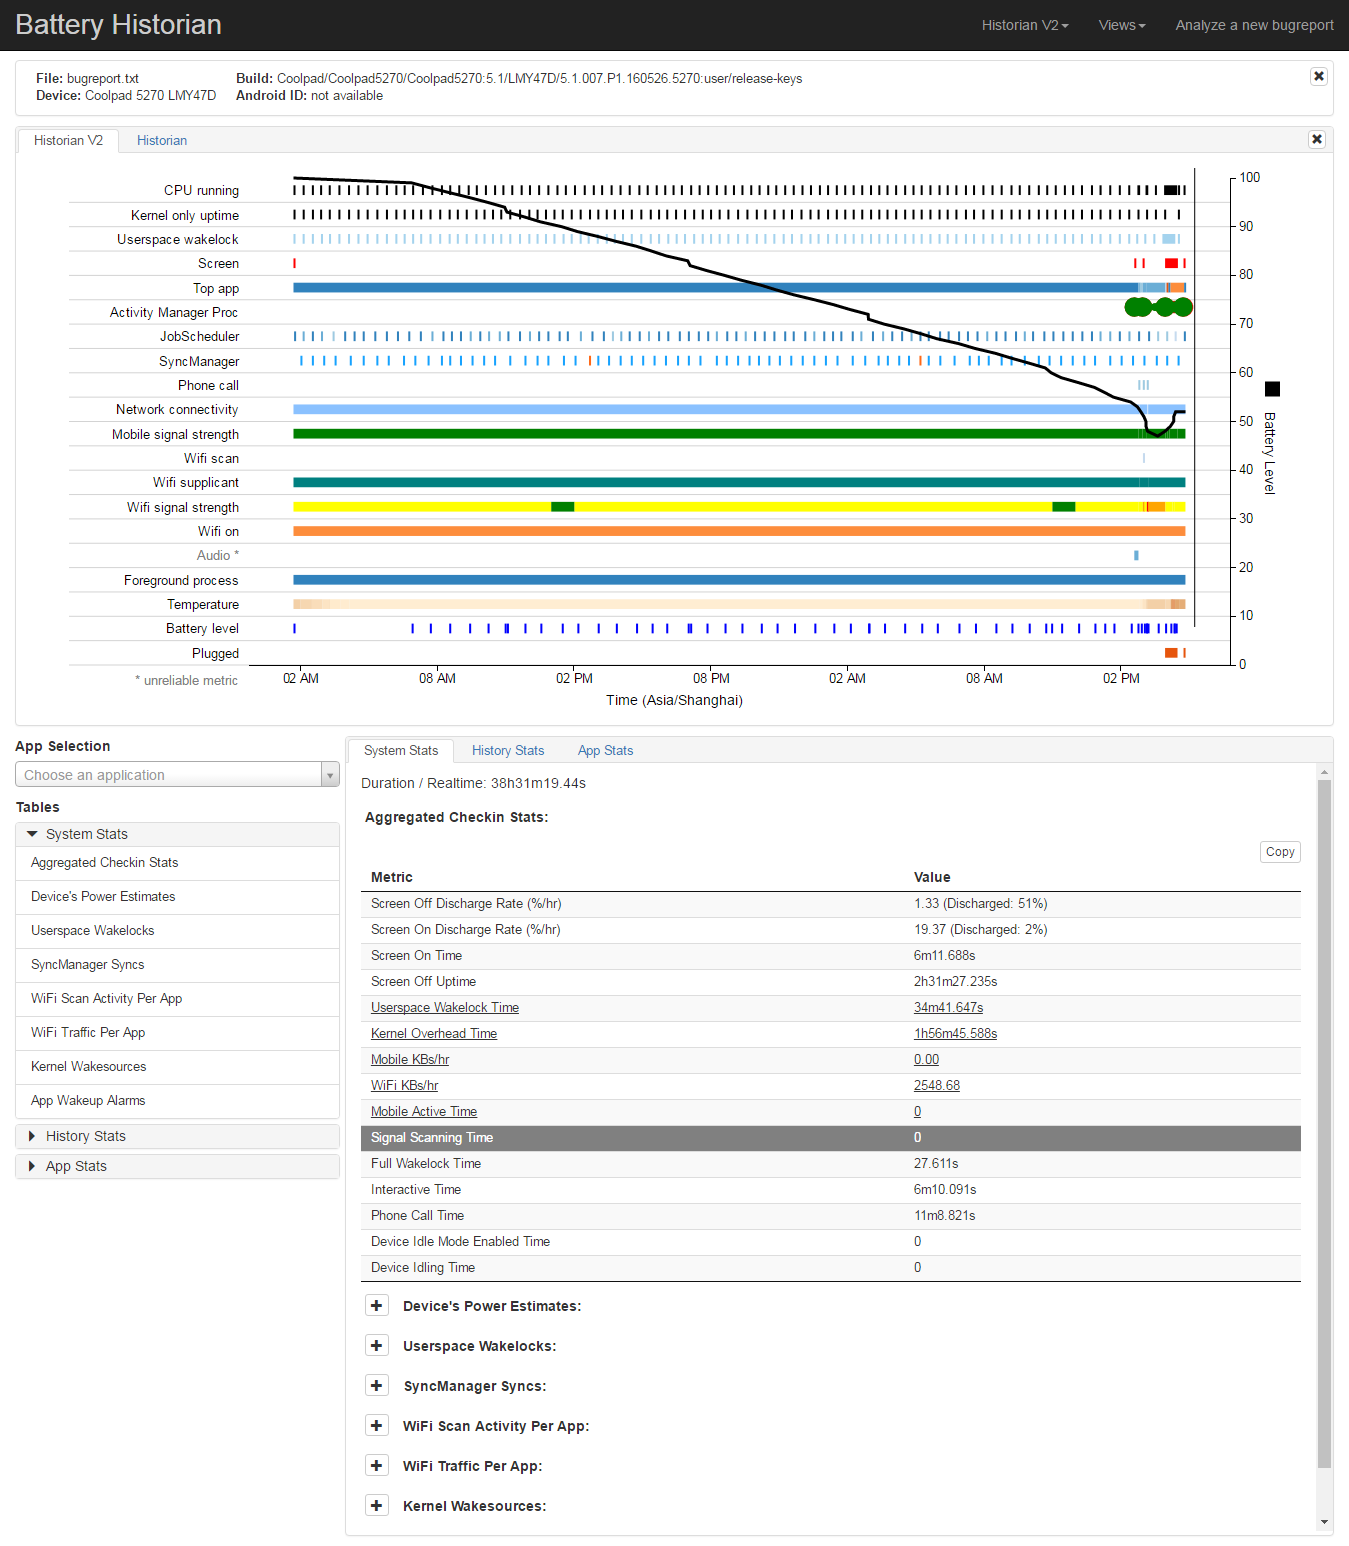 Battery Historian
Historian V2
Views
Analyze a new bugreport
File: bugreport.txt
Build: Coolpad/Coolpad5270/Coolpad5270:5.1/LMY47D/5.1.007.P1.160526.5270:user/release-keys
Device: Coolpad 5270 LMY47D
Android ID: not available
Historian V2
Historian
CPU running
Kernel only uptime
Userspace wakelock
Screen
Top app
Activity Manager Proc
JobScheduler
SyncManager
Phone call
Network connectivity
Mobile signal strength
Wifi scan
Wifi supplicant
Wifi signal strength
Wifi on
Audio *
Foreground process
Temperature
Battery level
Plugged
* unreliable metric
100
90
80
70
60
50
40
30
20
10
0
Battery Level
02 AM
08 AM
02 PM
08 PM
02 AM
08 AM
02 PM
Time (Asia/Shanghai)
App Selection
Choose an application
Tables
System Stats
Aggregated Checkin Stats
Device's Power Estimates
Userspace Wakelocks
SyncManager Syncs
WiFi Scan Activity Per App
WiFi Traffic Per App
Kernel Wakesources
App Wakeup Alarms
History Stats
App Stats
System Stats
History Stats
App Stats
Duration / Realtime: 38h31m19.44s
Aggregated Checkin Stats:
Copy
Metric Value
Screen Off Discharge Rate (%/hr) 1.33 (Discharged: 51%)
Screen On Discharge Rate (%/hr) 19.37 (Discharged: 2%)
Screen On Time 6m11.688s
Screen Off Uptime 2h31m27.235s
Userspace Wakelock Time 34m41.647s
Kernel Overhead Time 1h56m45.588s
Mobile KBs/hr 0.00
WiFi KBs/hr 2548.68
Mobile Active Time 0
Signal Scanning Time 0
Full Wakelock Time 27.611s
Interactive Time 6m10.091s
Phone Call Time 11m8.821s
Device Idle Mode Enabled Time 0
Device Idling Time 0
Device's Power Estimates:
Userspace Wakelocks:
SyncManager Syncs:
WiFi Scan Activity Per App:
WiFi Traffic Per App:
Kernel Wakesources: